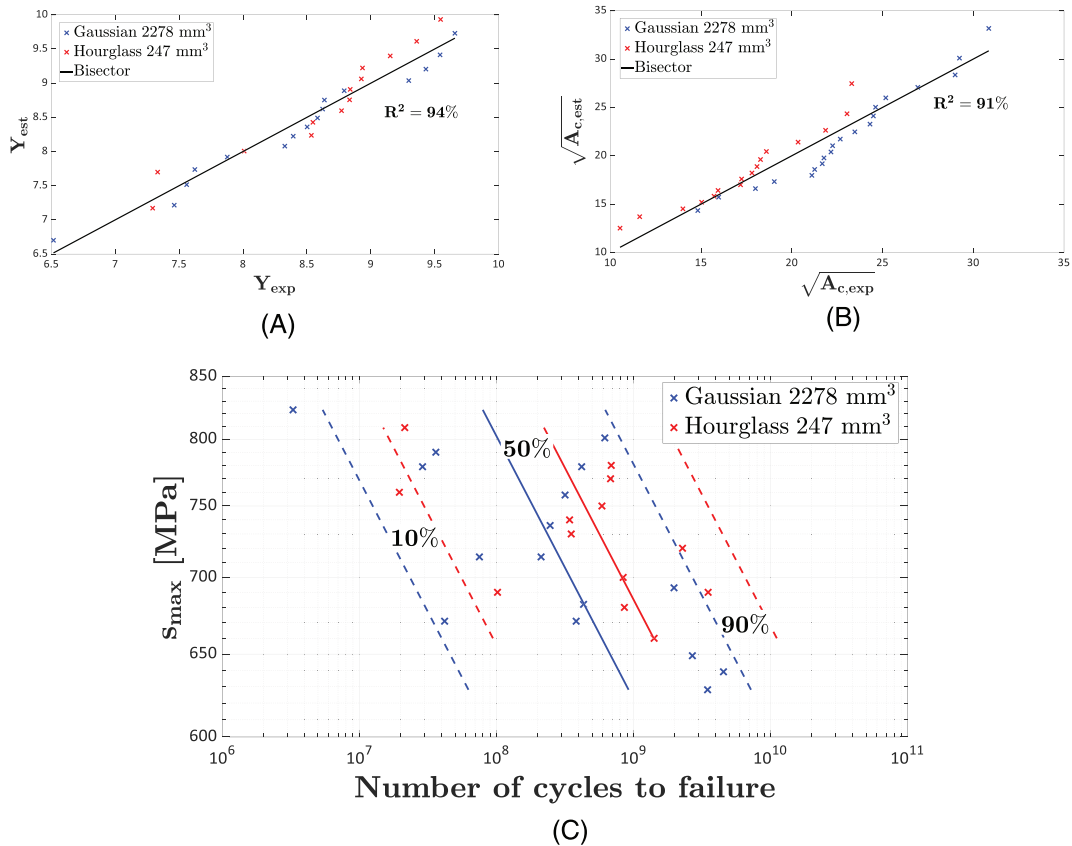 10
9.5
9
8.5
8
7.5
7
6.5
6.5 7 7.5 8 8.5 9 9.5 10
Y_est
Y_exp
× Gaussian 2278 mm³
× Hourglass 247 mm³
Bisector
R² = 94%
(A)
35
30
25
20
15
10
10 15 20 25 30 35
√A_c,est
√A_c,exp
× Gaussian 2278 mm³
× Hourglass 247 mm³
Bisector
R² = 91%
(B)
850
800
750
700
650
600
s_max [MPa]
× Gaussian 2278 mm³
× Hourglass 247 mm³
50%
10%
90%
10⁶ 10⁷ 10⁸ 10⁹ 10¹⁰ 10¹¹
Number of cycles to failure
(C)